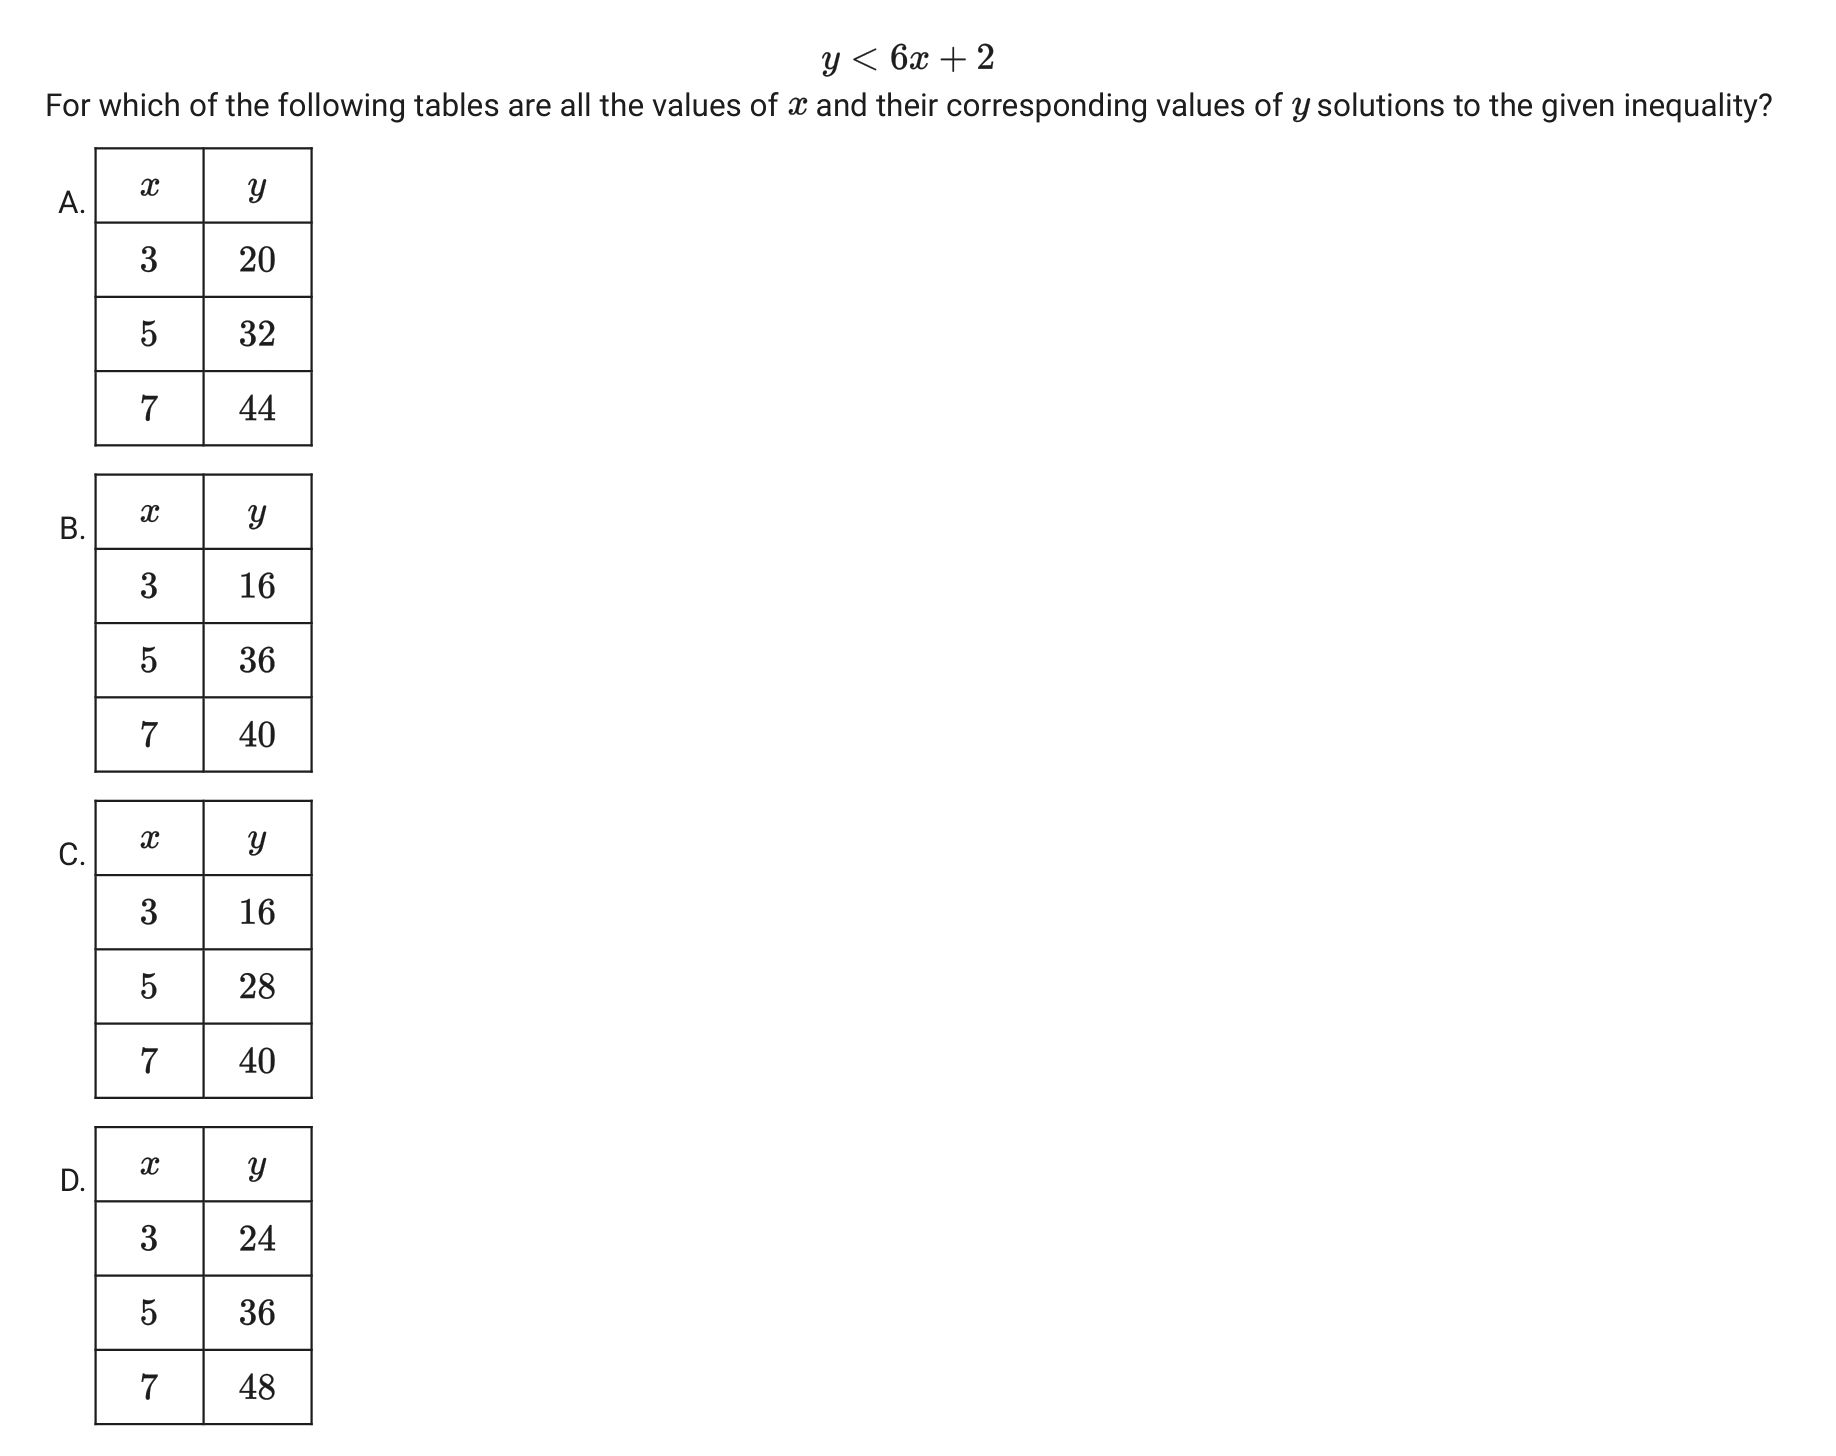 y < 6x + 2
For which of the following tables are all the values of x and their corresponding values of y solutions to the given inequality?
A.
x y
3 20
5 32
7 44
B.
x y
3 16
5 36
7 40
C.
x y
3 16
5 28
7 40
D.
x y
3 24
5 36
7 48